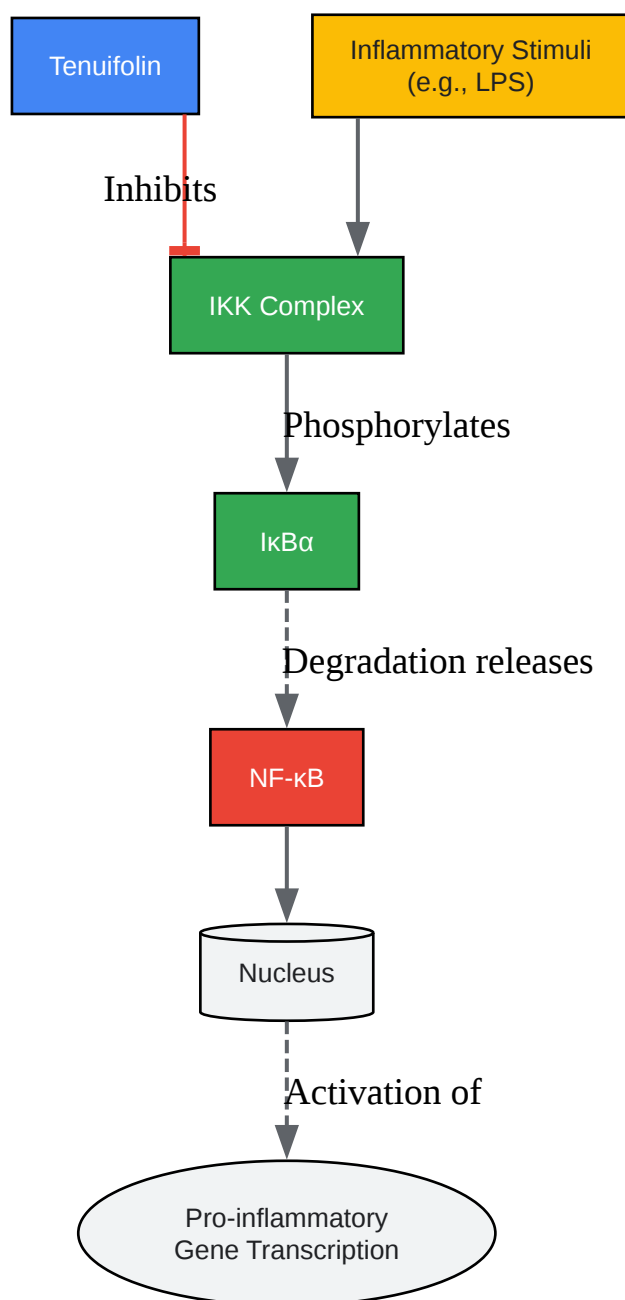 Tenuifolin
Inflammatory Stimuli
(e.g., LPS)
Inhibits
IKK Complex
Phosphorylates
IκBα
Degradation releases
NF-κB
Nucleus
Activation of
Pro-inflammatory
Gene Transcription